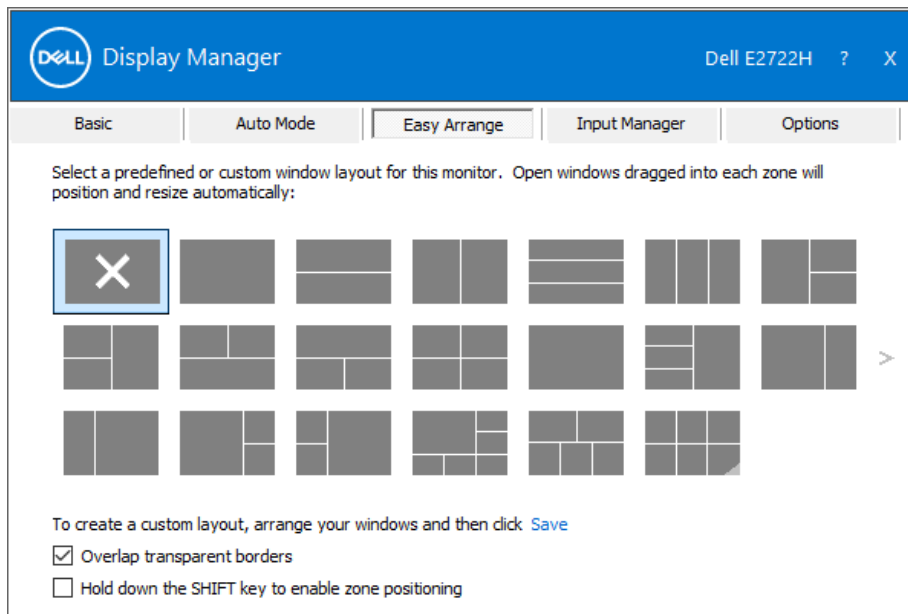 DELL Display Manager Dell E2722H ? X
Basic Auto Mode Easy Arrange Input Manager Options
Select a predefined or custom window layout for this monitor. Open windows dragged into each zone will
position and resize automatically:
>
To create a custom layout, arrange your windows and then click Save
Overlap transparent borders
Hold down the SHIFT key to enable zone positioning